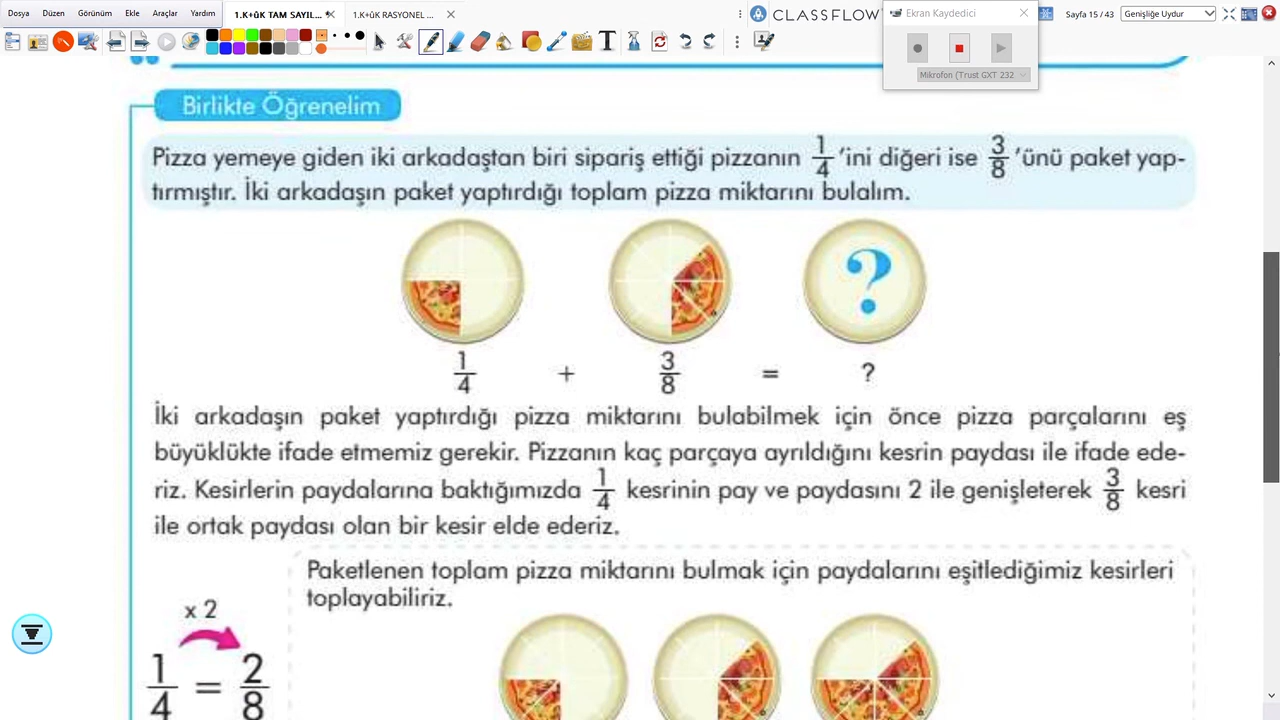 Dosya Düzen Görünüm Ekle Araçlar Yardım
1.K+ûK TAM SAYIL...* 1.K+ûK RASYONEL ...
CLASSFLOW
Ekran Kaydedici
Sayfa 15 / 43
Genişliğe Uydur
Mikrofon (Trust GXT 232
Birlikte Öğrenelim
Pizza yemeye giden iki arkadaştan biri sipariş ettiği pizzanın 1/4 'ini diğeri ise 3/8 'ünü paket yap-
tırmıştır. İki arkadaşın paket yaptırdığı toplam pizza miktarını bulalım.
?
1/4 + 3/8 = ?
İki arkadaşın paket yaptırdığı pizza miktarını bulabilmek için önce pizza parçalarını eş
büyüklükte ifade etmemiz gerekir. Pizzanın kaç parçaya ayrıldığını kesrin paydası ile ifade ede-
riz. Kesirlerin paydalarına baktığımızda 1/4 kesrinin pay ve paydasını 2 ile genişleterek 3/8 kesri
ile ortak paydası olan bir kesir elde ederiz.
Paketlenen toplam pizza miktarını bulmak için paydalarını eşitlediğimiz kesirleri
toplayabiliriz.
x 2
1/4 = 2/8